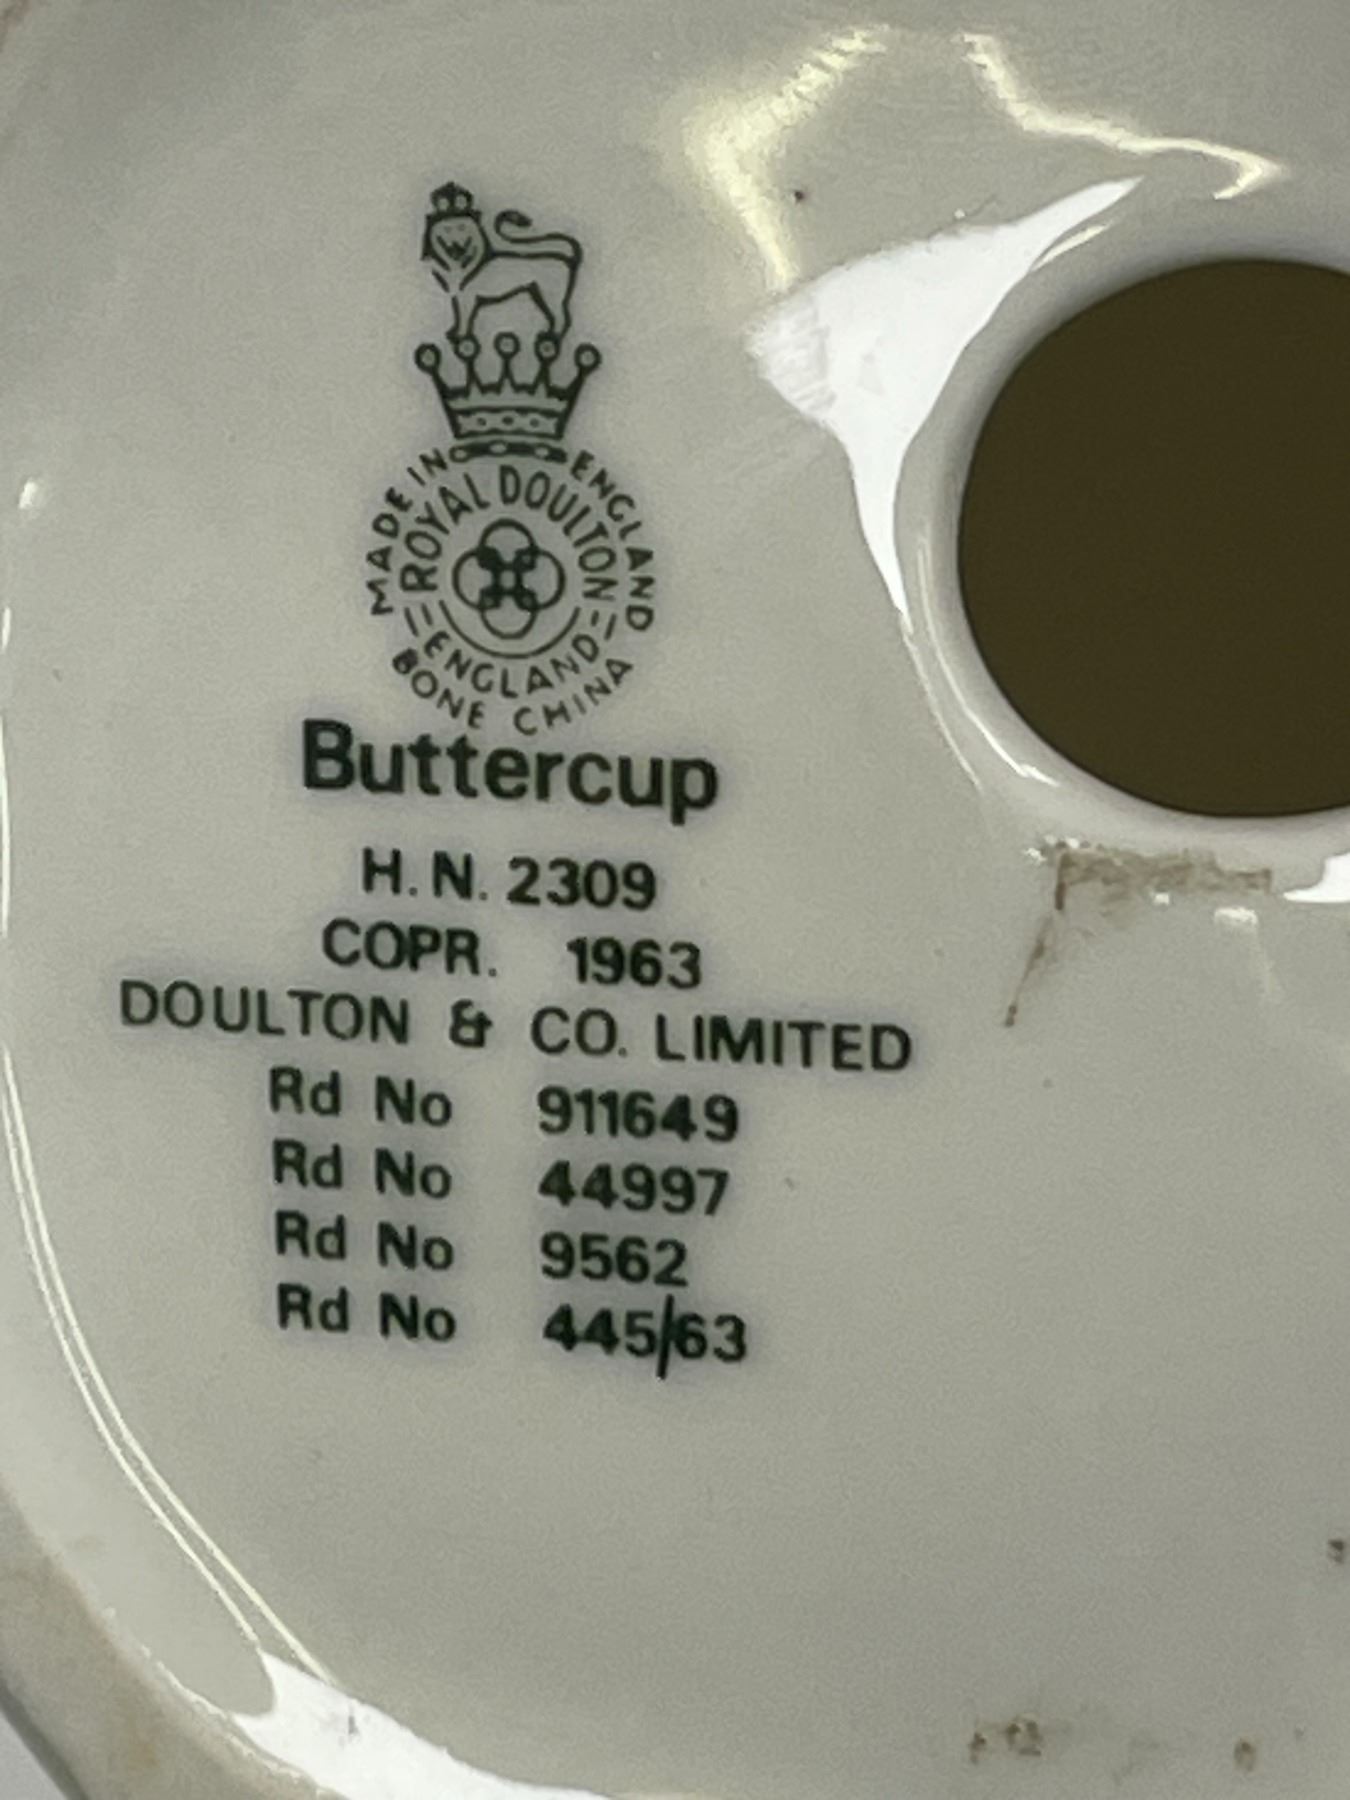 MADE IN ENGLAND
ROYAL DOULTON
ENGLAND
BONE CHINA
Buttercup
H.N. 2309
COPR. 1963
DOULTON & CO. LIMITED
Rd No 911649
Rd No 44997
Rd No 9562
Rd No 445/63